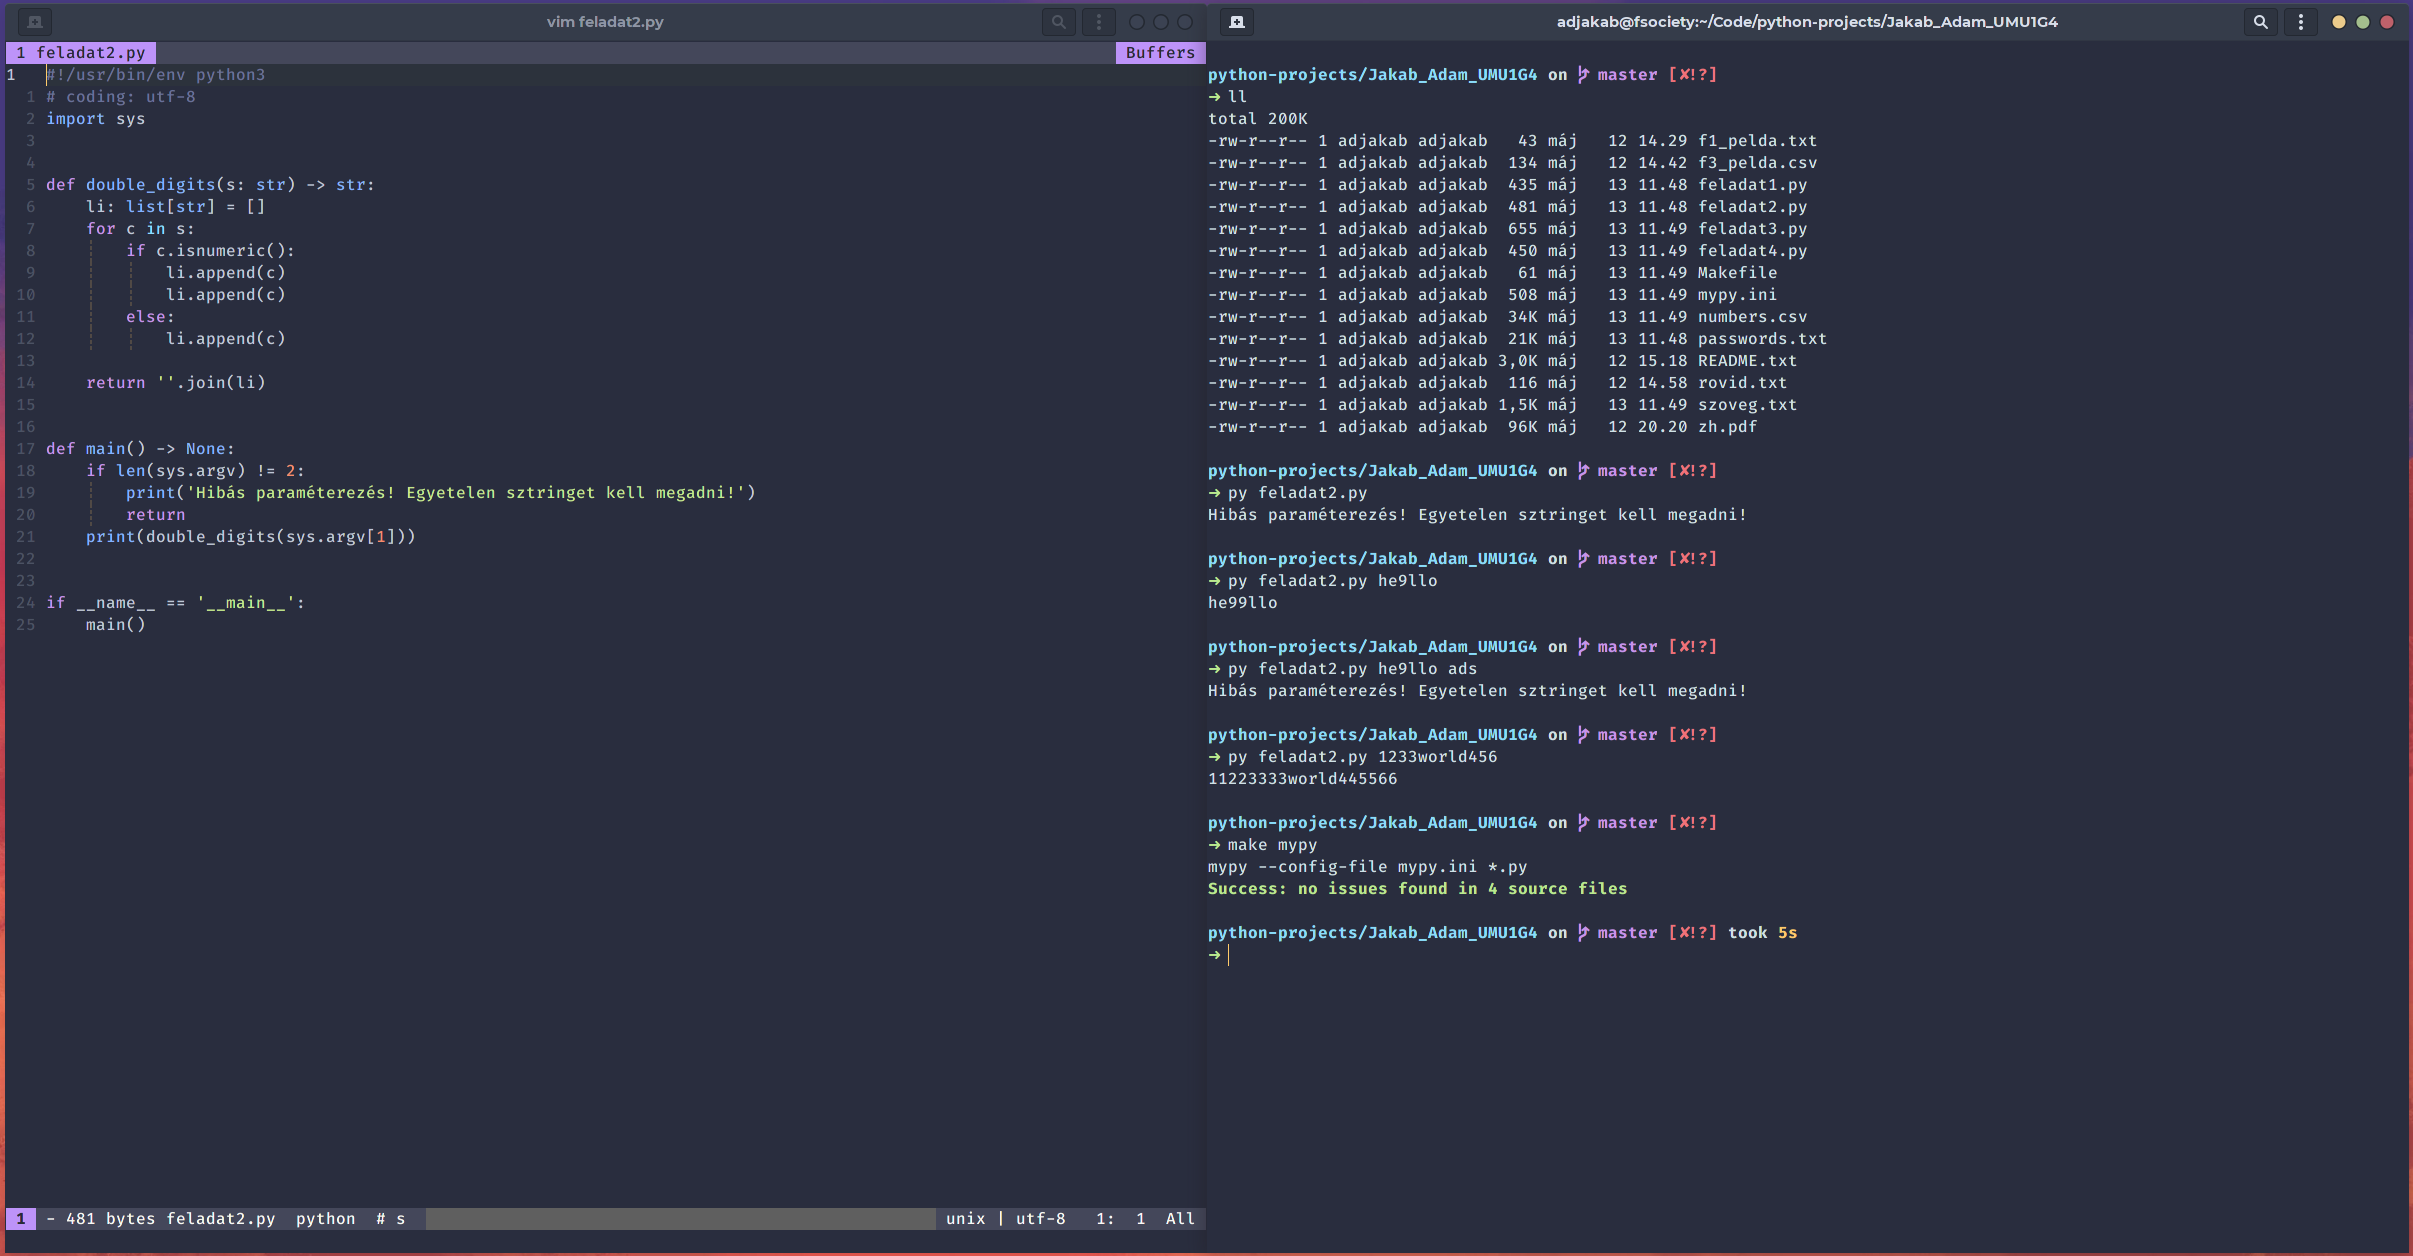 vim feladat2.py
1 feladat2.py Buffers
1 #!/usr/bin/env python3
1 # coding: utf-8
2 import sys
3
4
5 def double_digits(s: str) -> str:
6 li: list[str] = []
7 for c in s:
8 if c.isnumeric():
9 li.append(c)
10 li.append(c)
11 else:
12 li.append(c)
13
14 return ''.join(li)
15
16
17 def main() -> None:
18 if len(sys.argv) != 2:
19 print('Hibás paraméterezés! Egyetelen sztringet kell megadni!')
20 return
21 print(double_digits(sys.argv[1]))
22
23
24 if __name__ == '__main__':
25 main()
1 - 481 bytes feladat2.py python # s unix | utf-8 1: 1 All
adjakab@fsociety:~/Code/python-projects/Jakab_Adam_UMU1G4
python-projects/Jakab_Adam_UMU1G4 on master [✘!?]
➜ ll
total 200K
-rw-r--r-- 1 adjakab adjakab 43 máj 12 14.29 f1_pelda.txt
-rw-r--r-- 1 adjakab adjakab 134 máj 12 14.42 f3_pelda.csv
-rw-r--r-- 1 adjakab adjakab 435 máj 13 11.48 feladat1.py
-rw-r--r-- 1 adjakab adjakab 481 máj 13 11.48 feladat2.py
-rw-r--r-- 1 adjakab adjakab 655 máj 13 11.49 feladat3.py
-rw-r--r-- 1 adjakab adjakab 450 máj 13 11.49 feladat4.py
-rw-r--r-- 1 adjakab adjakab 61 máj 13 11.49 Makefile
-rw-r--r-- 1 adjakab adjakab 508 máj 13 11.49 mypy.ini
-rw-r--r-- 1 adjakab adjakab 34K máj 13 11.49 numbers.csv
-rw-r--r-- 1 adjakab adjakab 21K máj 13 11.48 passwords.txt
-rw-r--r-- 1 adjakab adjakab 3,0K máj 12 15.18 README.txt
-rw-r--r-- 1 adjakab adjakab 116 máj 12 14.58 rovid.txt
-rw-r--r-- 1 adjakab adjakab 1,5K máj 13 11.49 szoveg.txt
-rw-r--r-- 1 adjakab adjakab 96K máj 12 20.20 zh.pdf
python-projects/Jakab_Adam_UMU1G4 on master [✘!?]
➜ py feladat2.py
Hibás paraméterezés! Egyetelen sztringet kell megadni!
python-projects/Jakab_Adam_UMU1G4 on master [✘!?]
➜ py feladat2.py he9llo
he99llo
python-projects/Jakab_Adam_UMU1G4 on master [✘!?]
➜ py feladat2.py he9llo ads
Hibás paraméterezés! Egyetelen sztringet kell megadni!
python-projects/Jakab_Adam_UMU1G4 on master [✘!?]
➜ py feladat2.py 1233world456
11223333world445566
python-projects/Jakab_Adam_UMU1G4 on master [✘!?]
➜ make mypy
mypy --config-file mypy.ini *.py
Success: no issues found in 4 source files
python-projects/Jakab_Adam_UMU1G4 on master [✘!?] took 5s
➜